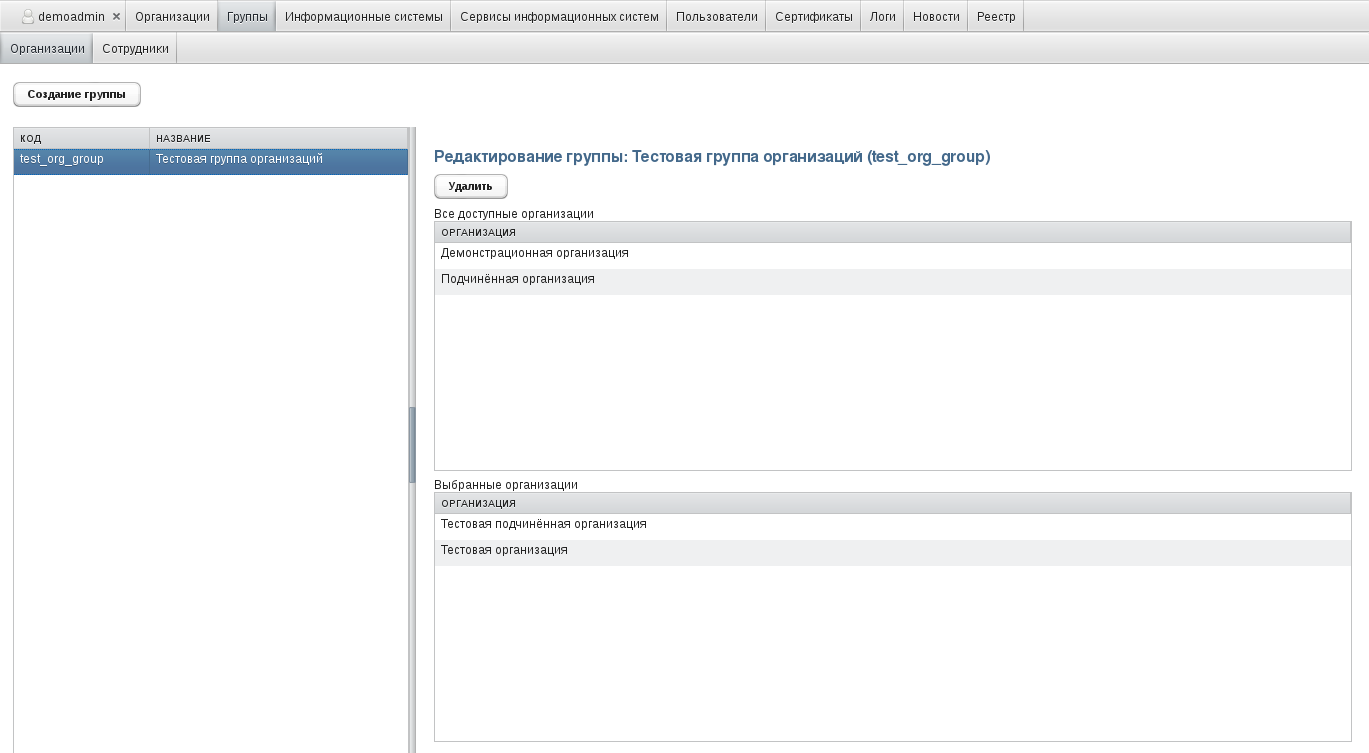 demoadmin × Организации Группы Информационные системы Сервисы информационных систем Пользователи Сертификаты Логи Новости Реестр
Организации Сотрудники
Создание группы
КОД НАЗВАНИЕ
test_org_group Тестовая группа организаций
Редактирование группы: Тестовая группа организаций (test_org_group)
Удалить
Все доступные организации
ОРГАНИЗАЦИЯ
Демонстрационная организация
Подчинённая организация
Выбранные организации
ОРГАНИЗАЦИЯ
Тестовая подчинённая организация
Тестовая организация